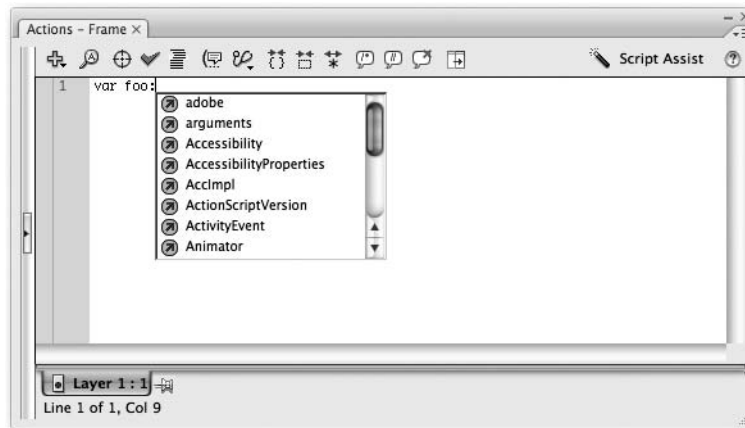 Actions – Frame ×
Script Assist
1 var foo:
adobe
arguments
Accessibility
AccessibilityProperties
AccImpl
ActionScriptVersion
ActivityEvent
Animator
Layer 1 : 1
Line 1 of 1, Col 9